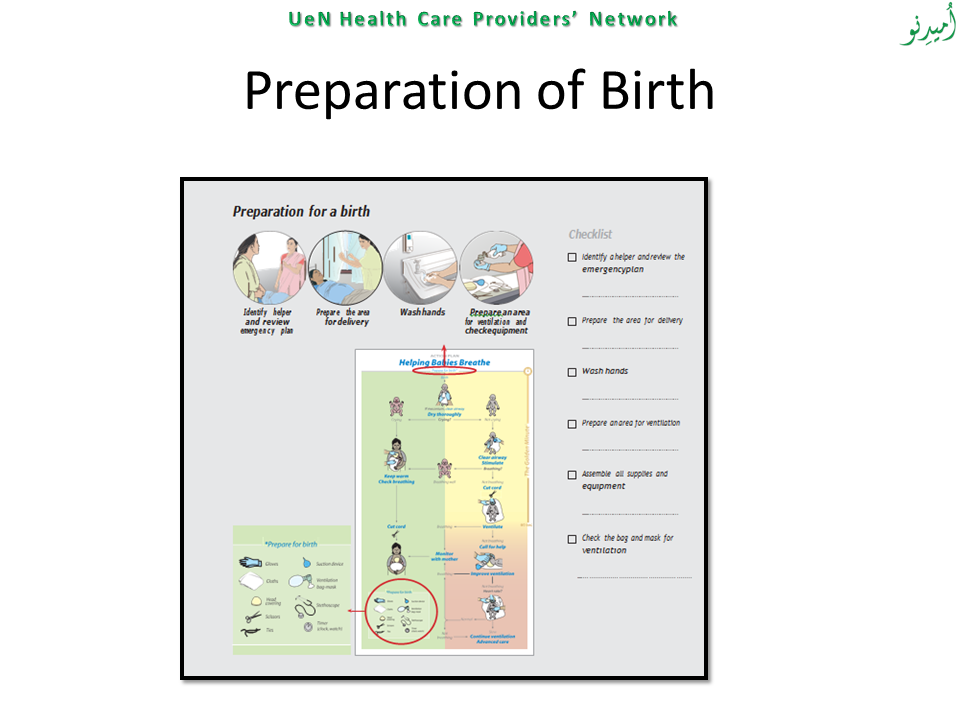 UeN Health Care Providers’ Network
اُمیدِنو
Preparation of Birth
Preparation for a birth
Identify helper
and review
emergency plan
Prepare the area
for delivery
Wash hands
Prepare an area
for ventilation and
check equipment
Checklist
Identify a helper and review the
emergency plan
Prepare the area for delivery
Wash hands
Prepare an area for ventilation
Assemble all supplies and
equipment
Check the bag and mask for
ventilation
Helping Babies Breathe
Dry thoroughly
Clear airway
Stimulate
Breathing?
Keep warm
Check breathing
Cut cord
The Golden Minute
Cut cord
Ventilate
Monitor
with mother
Call for help
Improve ventilation
Continue ventilation
Advanced care
Prepare for birth
*Prepare for birth
Gloves
Cloths
Head
covering
Scissors
Ties
Suction device
Ventilation
bag mask
Stethoscope
Timer
(clock, watch)